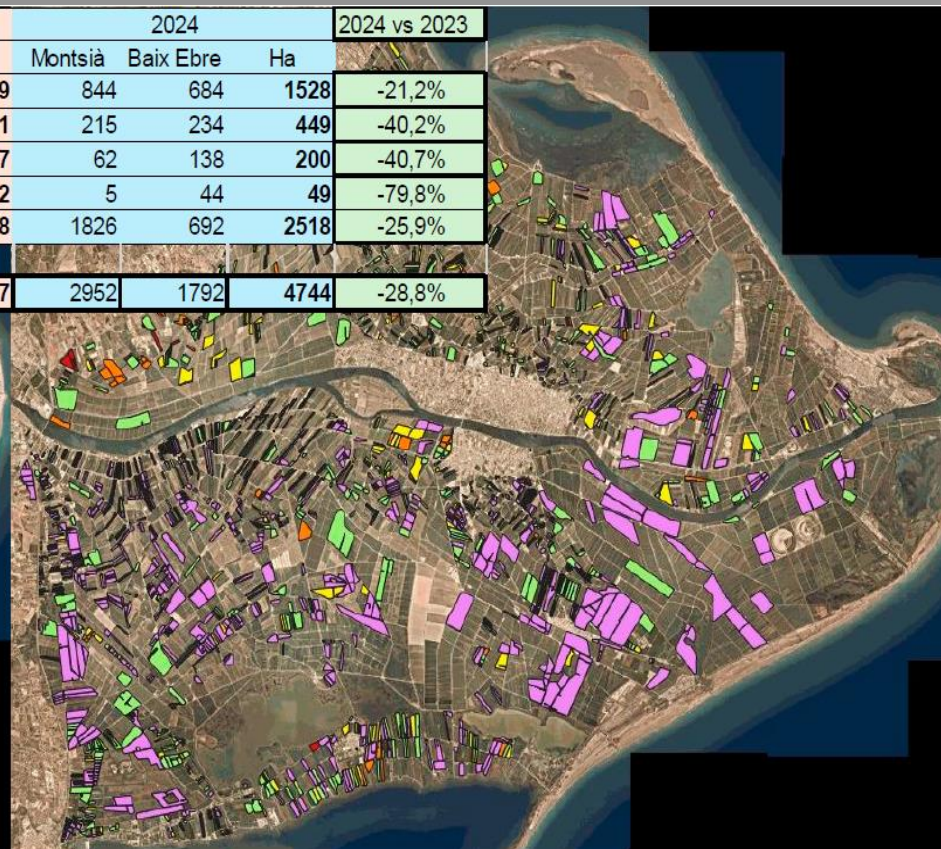 2024 2024 vs 2023
Montsià Baix Ebre Ha
9 844 684 1528 -21,2%
1 215 234 449 -40,2%
7 62 138 200 -40,7%
2 5 44 49 -79,8%
8 1826 692 2518 -25,9%
7 2952 1792 4744 -28,8%